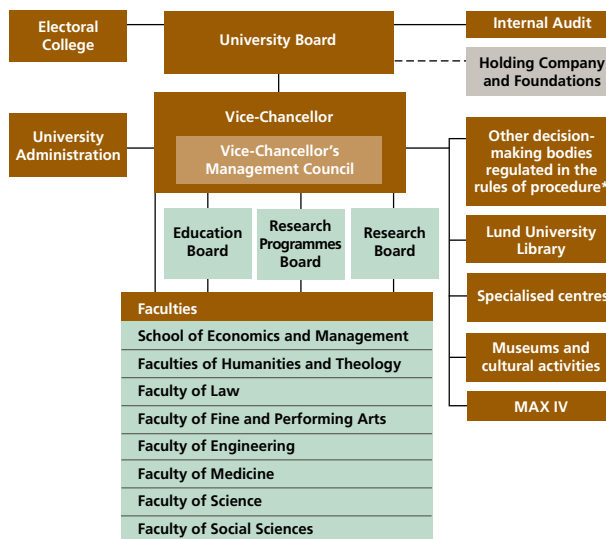 Electoral
College
University Board
Internal Audit
Holding Company
and Foundations
University
Administration
Vice-Chancellor
Vice-Chancellor's
Management Council
Other decision-
making bodies
regulated in the
rules of procedure*
Education
Board
Research
Programmes
Board
Research
Board
Lund University
Library
Specialised centres
Museums and
cultural activities
MAX IV
Faculties
School of Economics and Management
Faculties of Humanities and Theology
Faculty of Law
Faculty of Fine and Performing Arts
Faculty of Engineering
Faculty of Medicine
Faculty of Science
Faculty of Social Sciences